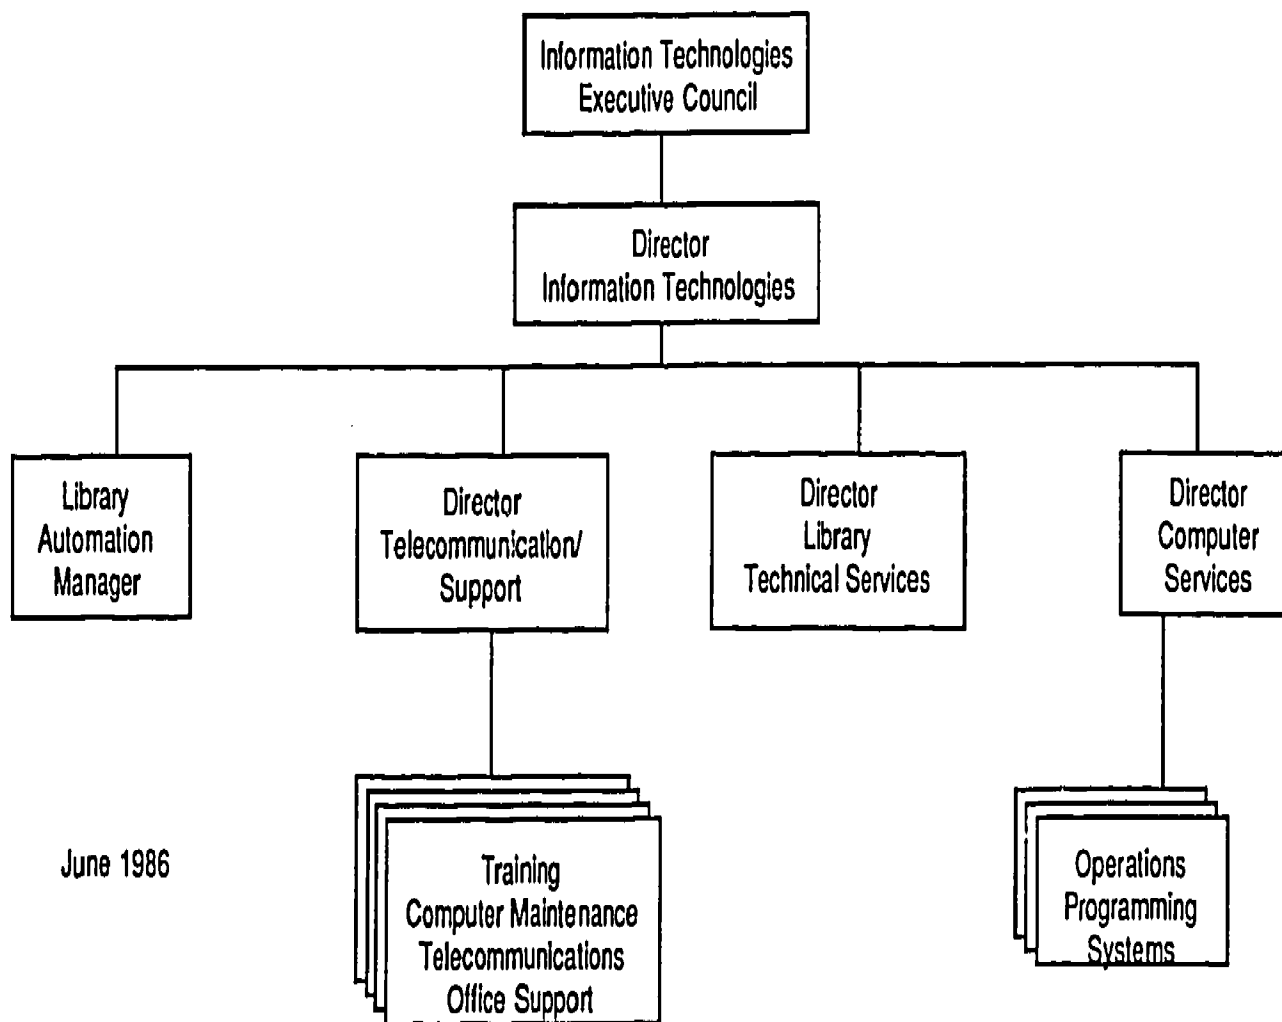 Information Technologies
Executive Council
Director
Information Technologies
Library
Automation
Manager
Director
Telecommunication/
Support
Director
Library
Technical Services
Director
Computer
Services
June 1986
Training
Computer Maintenance
Telecommunications
Office Support
Operations
Programming
Systems